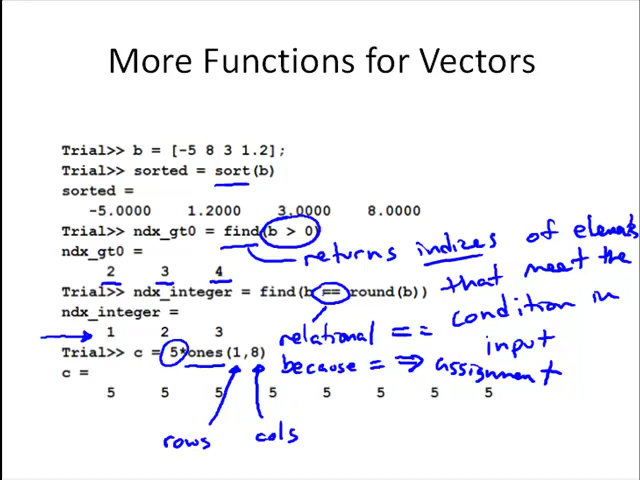 More Functions for Vectors
Trial>> b = [-5 8 3 1.2];
Trial>> sorted = sort(b)
sorted =
-5.0000 1.2000 3.0000 8.0000
Trial>> ndx_gt0 = find(b > 0)
ndx_gt0 =
2 3 4
returns indizes of elements
that meet the
condition in
input
Trial>> ndx_integer = find(b == round(b))
ndx_integer =
1 2 3
relational ==
because = ⇒ assignment
Trial>> c = 5*ones(1,8)
c =
5 5 5 5 5 5 5 5
rows cols